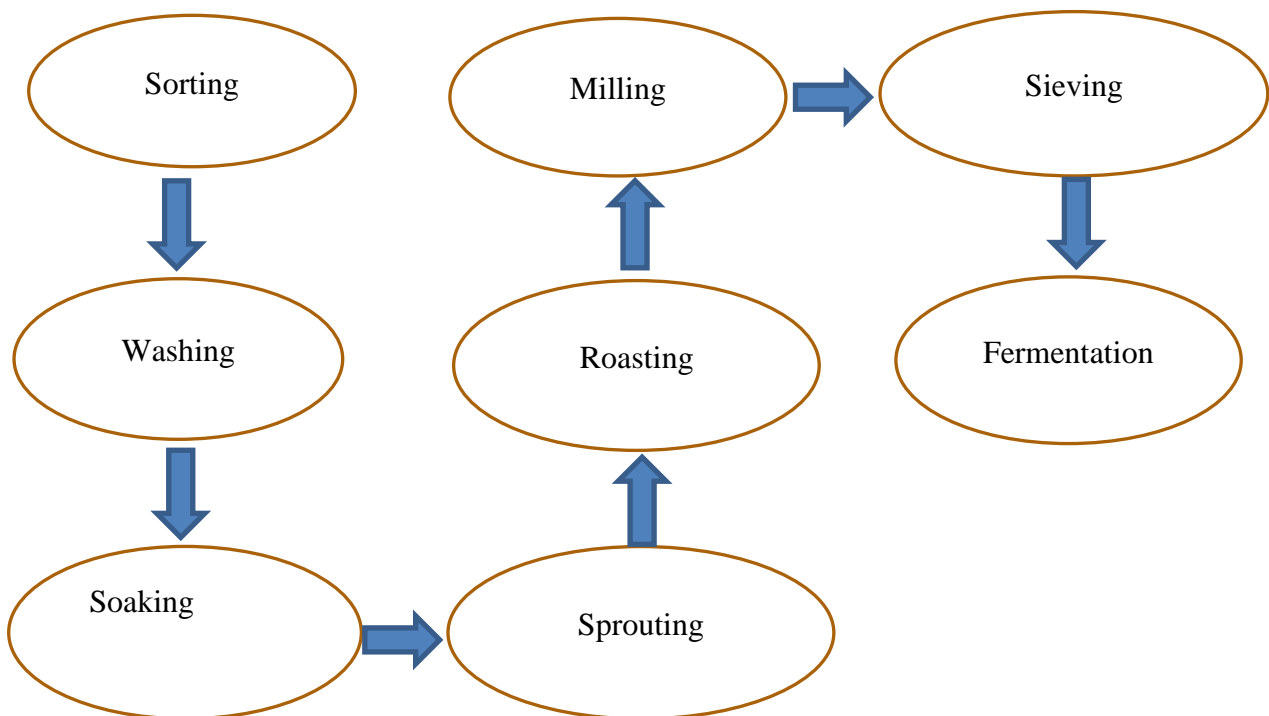 Sorting
Washing
Soaking
Sprouting
Roasting
Milling
Sieving
Fermentation